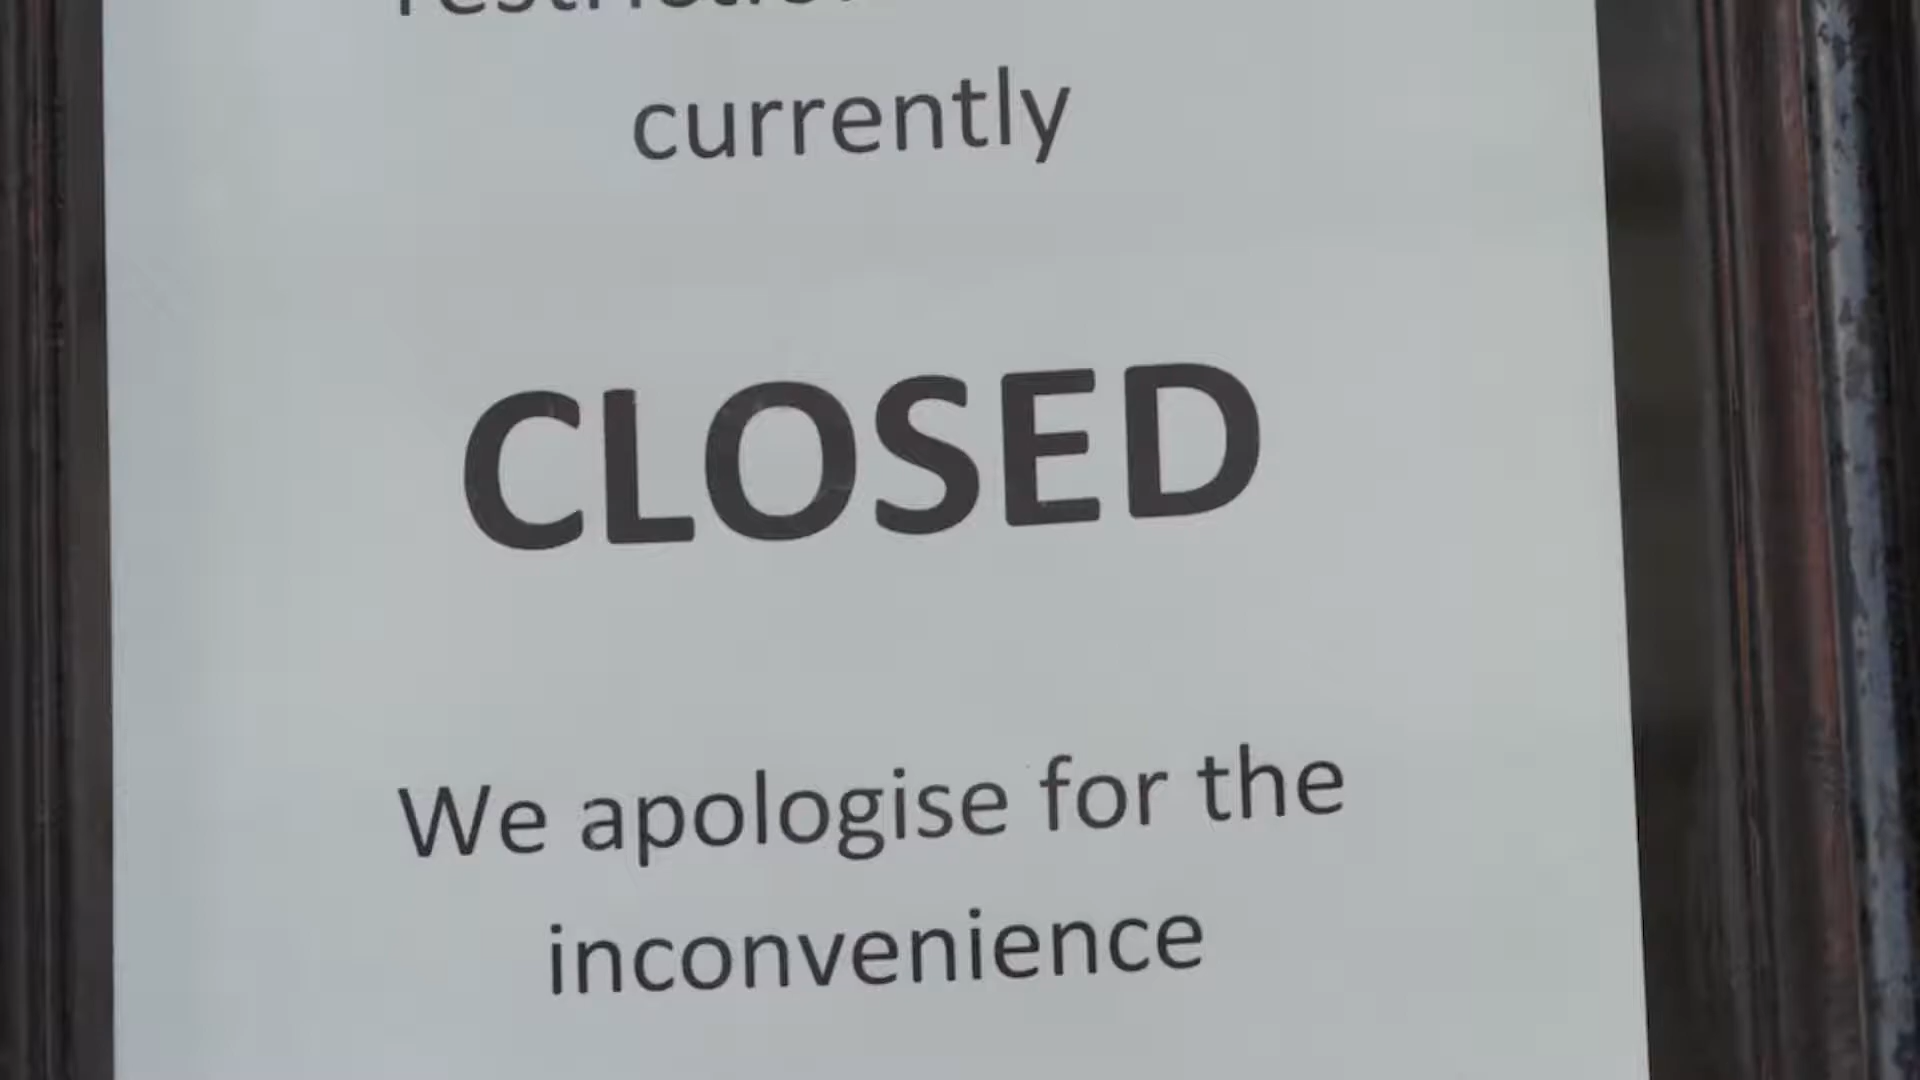 currently
CLOSED
We apologise for the
inconvenience